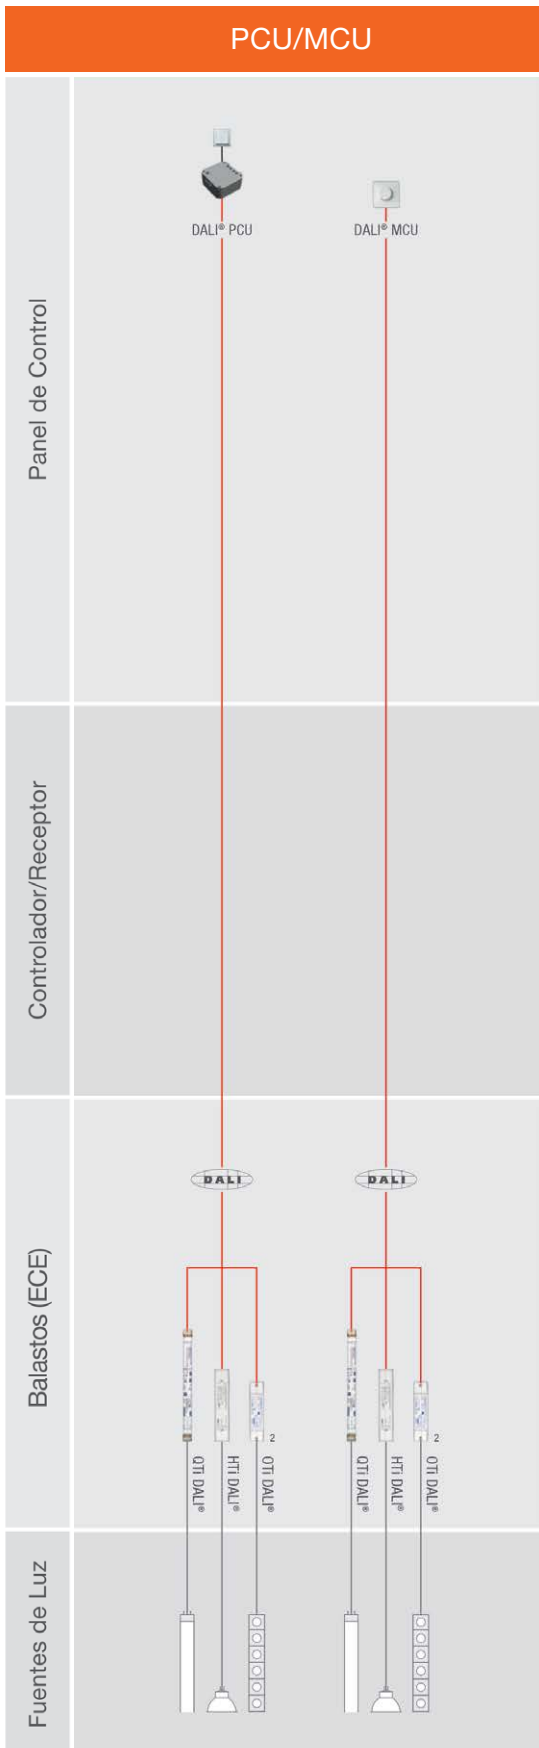 PCU/MCU
Panel de Control
DALI® PCU
DALI® MCU
Controlador/Receptor
Balastos (ECE)
DALI
DALI
2
2
QTi DALI®
HTi DALI®
OTi DALI®
QTi DALI®
HTi DALI®
OTi DALI®
Fuentes de Luz